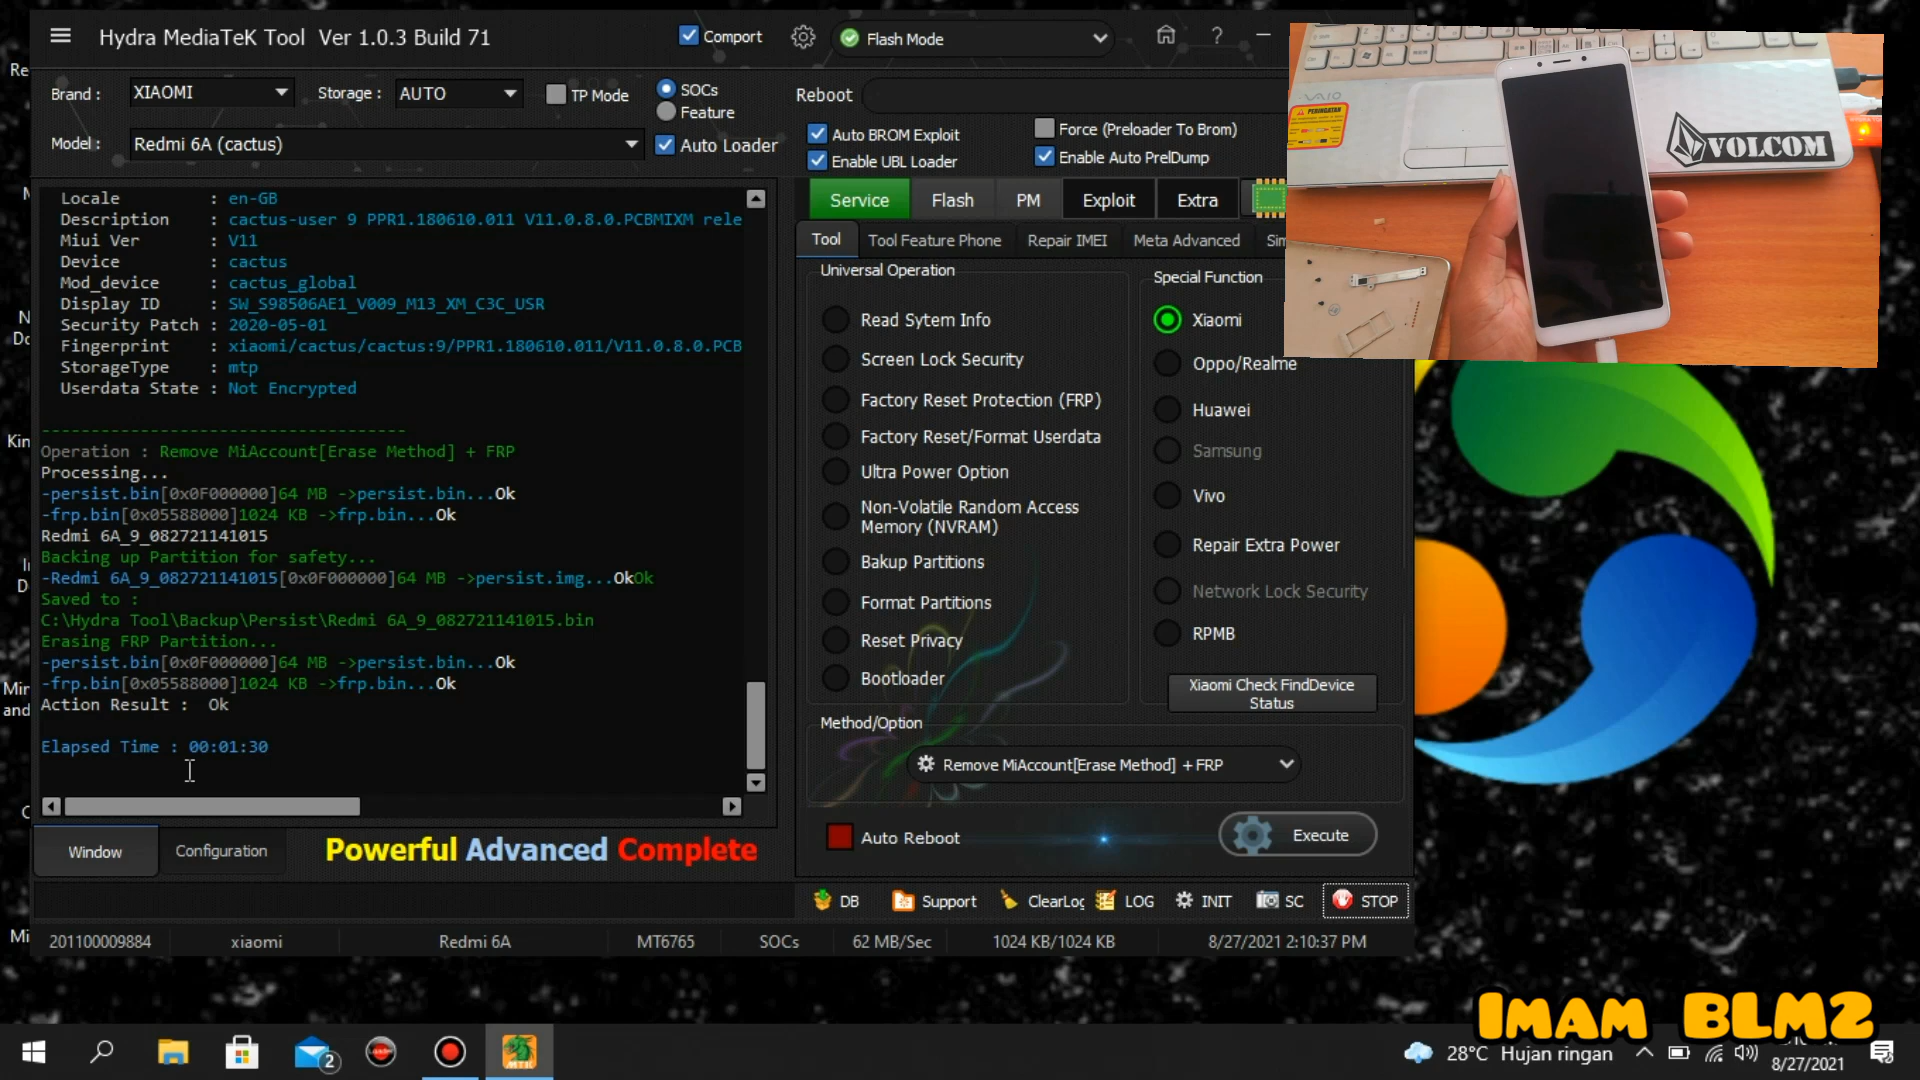 Hydra MediaTeK Tool Ver 1.0.3 Build 71
Comport
Flash Mode
?
Brand :
XIAOMI
Storage :
AUTO
TP Mode
SOCs
Feature
Model:
Redmi 6A (cactus)
Auto Loader
Reboot
Auto BROM Exploit
Force (Preloader To Brom)
Enable UBL Loader
Enable Auto PrelDump
Service
Flash
PM
Exploit
Extra
Tool
Tool Feature Phone
Repair IMEI
Meta Advanced
Sim
Locale : en-GB
Description : cactus-user 9 PPR1.180610.011 V11.0.8.0.PCBMIXM rele
Miui Ver : V11
Device : cactus
Mod_device : cactus_global
Display ID : SW_S98506AE1_V009_M13_XM_C3C_USR
Security Patch : 2020-05-01
Fingerprint : xiaomi/cactus/cactus:9/PPR1.180610.011/V11.0.8.0.PCB
StorageType : mtp
Userdata State : Not Encrypted
-------------------------------------
Operation : Remove MiAccount[Erase Method] + FRP
Processing...
-persist.bin[0x0F000000]64 MB ->persist.bin...Ok
-frp.bin[0x05588000]1024 KB ->frp.bin...Ok
Redmi 6A_9_082721141015
Backing up Partition for safety...
-Redmi 6A_9_082721141015[0x0F000000]64 MB ->persist.img...OkOk
Saved to :
C:\Hydra Tool\Backup\Persist\Redmi 6A_9_082721141015.bin
Erasing FRP Partition...
-persist.bin[0x0F000000]64 MB ->persist.bin...Ok
-frp.bin[0x05588000]1024 KB ->frp.bin...Ok
Action Result : Ok
Elapsed Time : 00:01:30
Universal Operation
Read Sytem Info
Screen Lock Security
Factory Reset Protection (FRP)
Factory Reset/Format Userdata
Ultra Power Option
Non-Volatile Random Access
Memory (NVRAM)
Bakup Partitions
Format Partitions
Reset Privacy
Bootloader
Special Function
Xiaomi
Oppo/Realme
Huawei
Samsung
Vivo
Repair Extra Power
Network Lock Security
RPMB
Xiaomi Check FindDevice
Status
Method/Option
Remove MiAccount[Erase Method] + FRP
Auto Reboot
Execute
Window
Configuration
Powerful Advanced Complete
DB
Support
ClearLog
LOG
INIT
SC
STOP
201100009884
xiaomi
Redmi 6A
MT6765
SOCs
62 MB/Sec
1024 KB/1024 KB
8/27/2021 2:10:37 PM
VAIO
PERINGATAN
VOLCOM
Imam BLM2
2
MTK
28°C Hujan ringan
8/27/2021